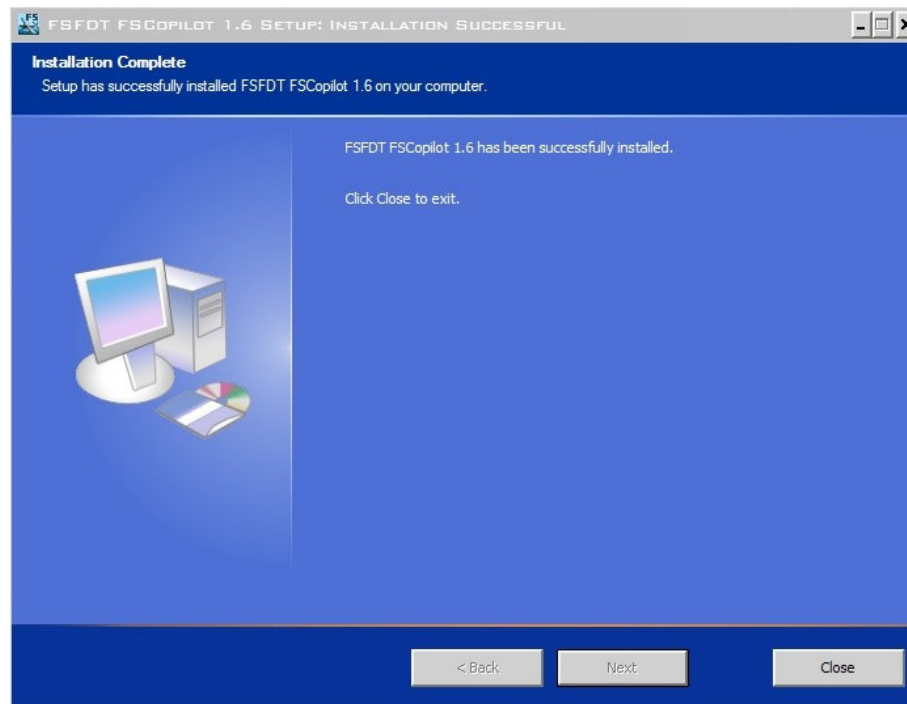 FSFDT FSCopilot 1.6 Setup: Installation Successful
Installation Complete
Setup has successfully installed FSFDT FSCopilot 1.6 on your computer.
FSFDT FSCopilot 1.6 has been successfully installed.
Click Close to exit.
< Back Next Close